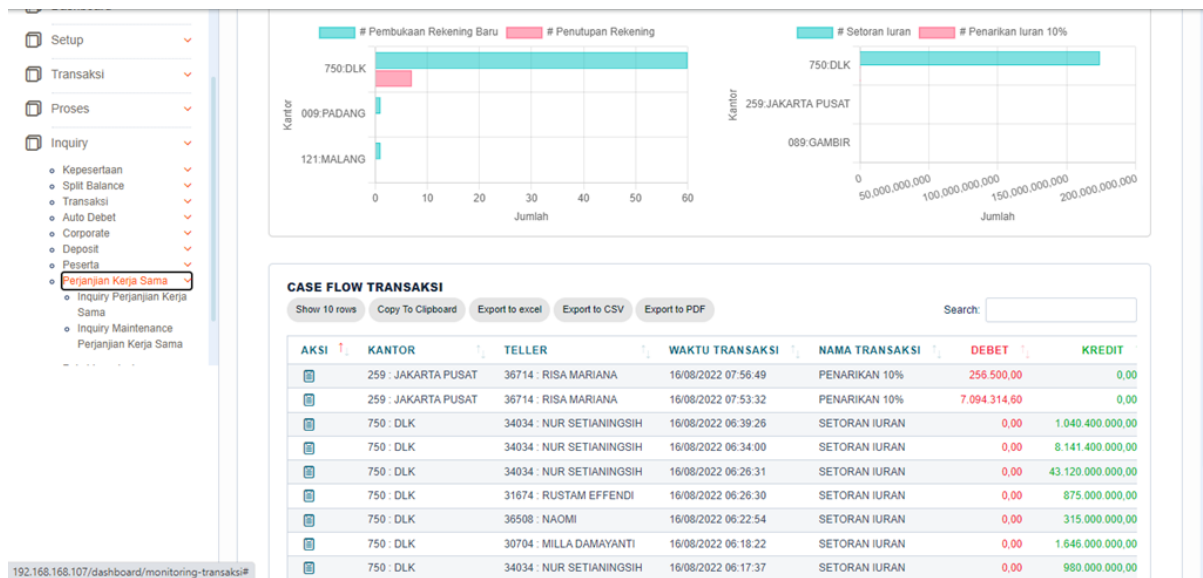 Dashboard
Setup
Transaksi
Proses
Inquiry
Kepesertaan
Split Balance
Transaksi
Auto Debet
Corporate
Deposit
Peserta
Perjanjian Kerja Sama
Inquiry Perjanjian Kerja
Sama
Inquiry Maintenance
Perjanjian Kerja Sama
# Pembukaan Rekening Baru # Penutupan Rekening
Kantor
750:DLK
009:PADANG
121:MALANG
0 10 20 30 40 50 60
Jumlah
# Setoran Iuran # Penarikan Iuran 10%
Kantor
750:DLK
259:JAKARTA PUSAT
089:GAMBIR
0 50,000,000,000 100,000,000,000 150,000,000,000 200,000,000,000
Jumlah
CASE FLOW TRANSAKSI
Show 10 rows Copy To Clipboard Export to excel Export to CSV Export to PDF Search:
AKSI KANTOR TELLER WAKTU TRANSAKSI NAMA TRANSAKSI DEBET KREDIT
259 : JAKARTA PUSAT 36714 : RISA MARIANA 16/08/2022 07:56:49 PENARIKAN 10% 256.500,00 0,00
259 : JAKARTA PUSAT 36714 : RISA MARIANA 16/08/2022 07:53:32 PENARIKAN 10% 7.094.314,60 0,00
750 : DLK 34034 : NUR SETIANINGSIH 16/08/2022 06:39:26 SETORAN IURAN 0,00 1.040.400.000,00
750 : DLK 34034 : NUR SETIANINGSIH 16/08/2022 06:34:00 SETORAN IURAN 0,00 8.141.400.000,00
750 : DLK 34034 : NUR SETIANINGSIH 16/08/2022 06:26:31 SETORAN IURAN 0,00 43.120.000.000,00
750 : DLK 31674 : RUSTAM EFFENDI 16/08/2022 06:26:30 SETORAN IURAN 0,00 875.000.000,00
750 : DLK 36508 : NAOMI 16/08/2022 06:22:54 SETORAN IURAN 0,00 315.000.000,00
750 : DLK 30704 : MILLA DAMAYANTI 16/08/2022 06:18:22 SETORAN IURAN 0,00 1.646.000.000,00
750 : DLK 34034 : NUR SETIANINGSIH 16/08/2022 06:17:37 SETORAN IURAN 0,00 980.000.000,00
192.168.168.107/dashboard/monitoring-transaksi#